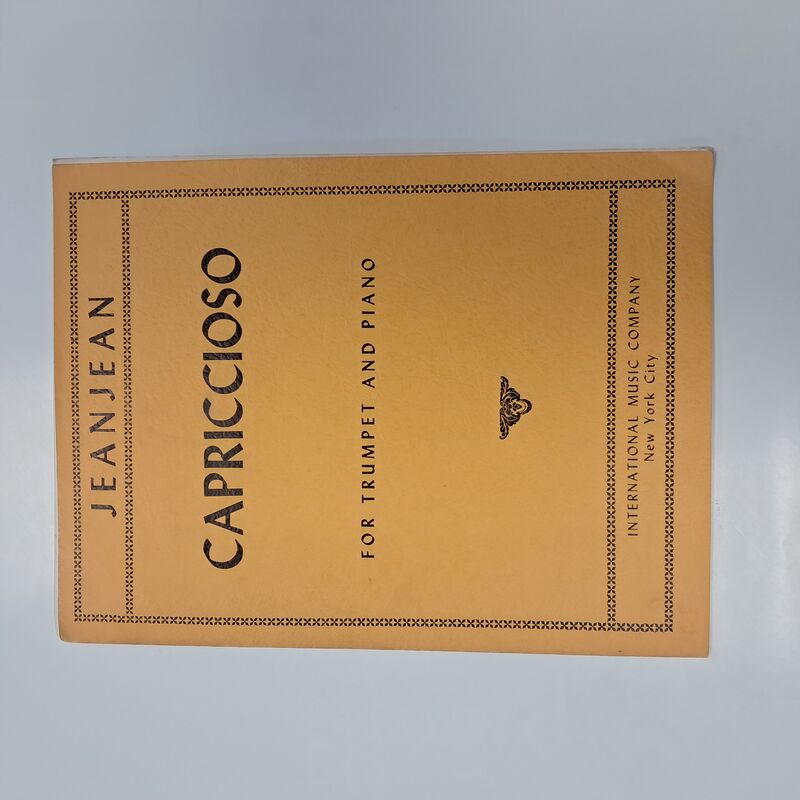 JEANJEAN
CAPRICCIOSO
FOR TRUMPET AND PIANO
INTERNATIONAL MUSIC COMPANY
New York City